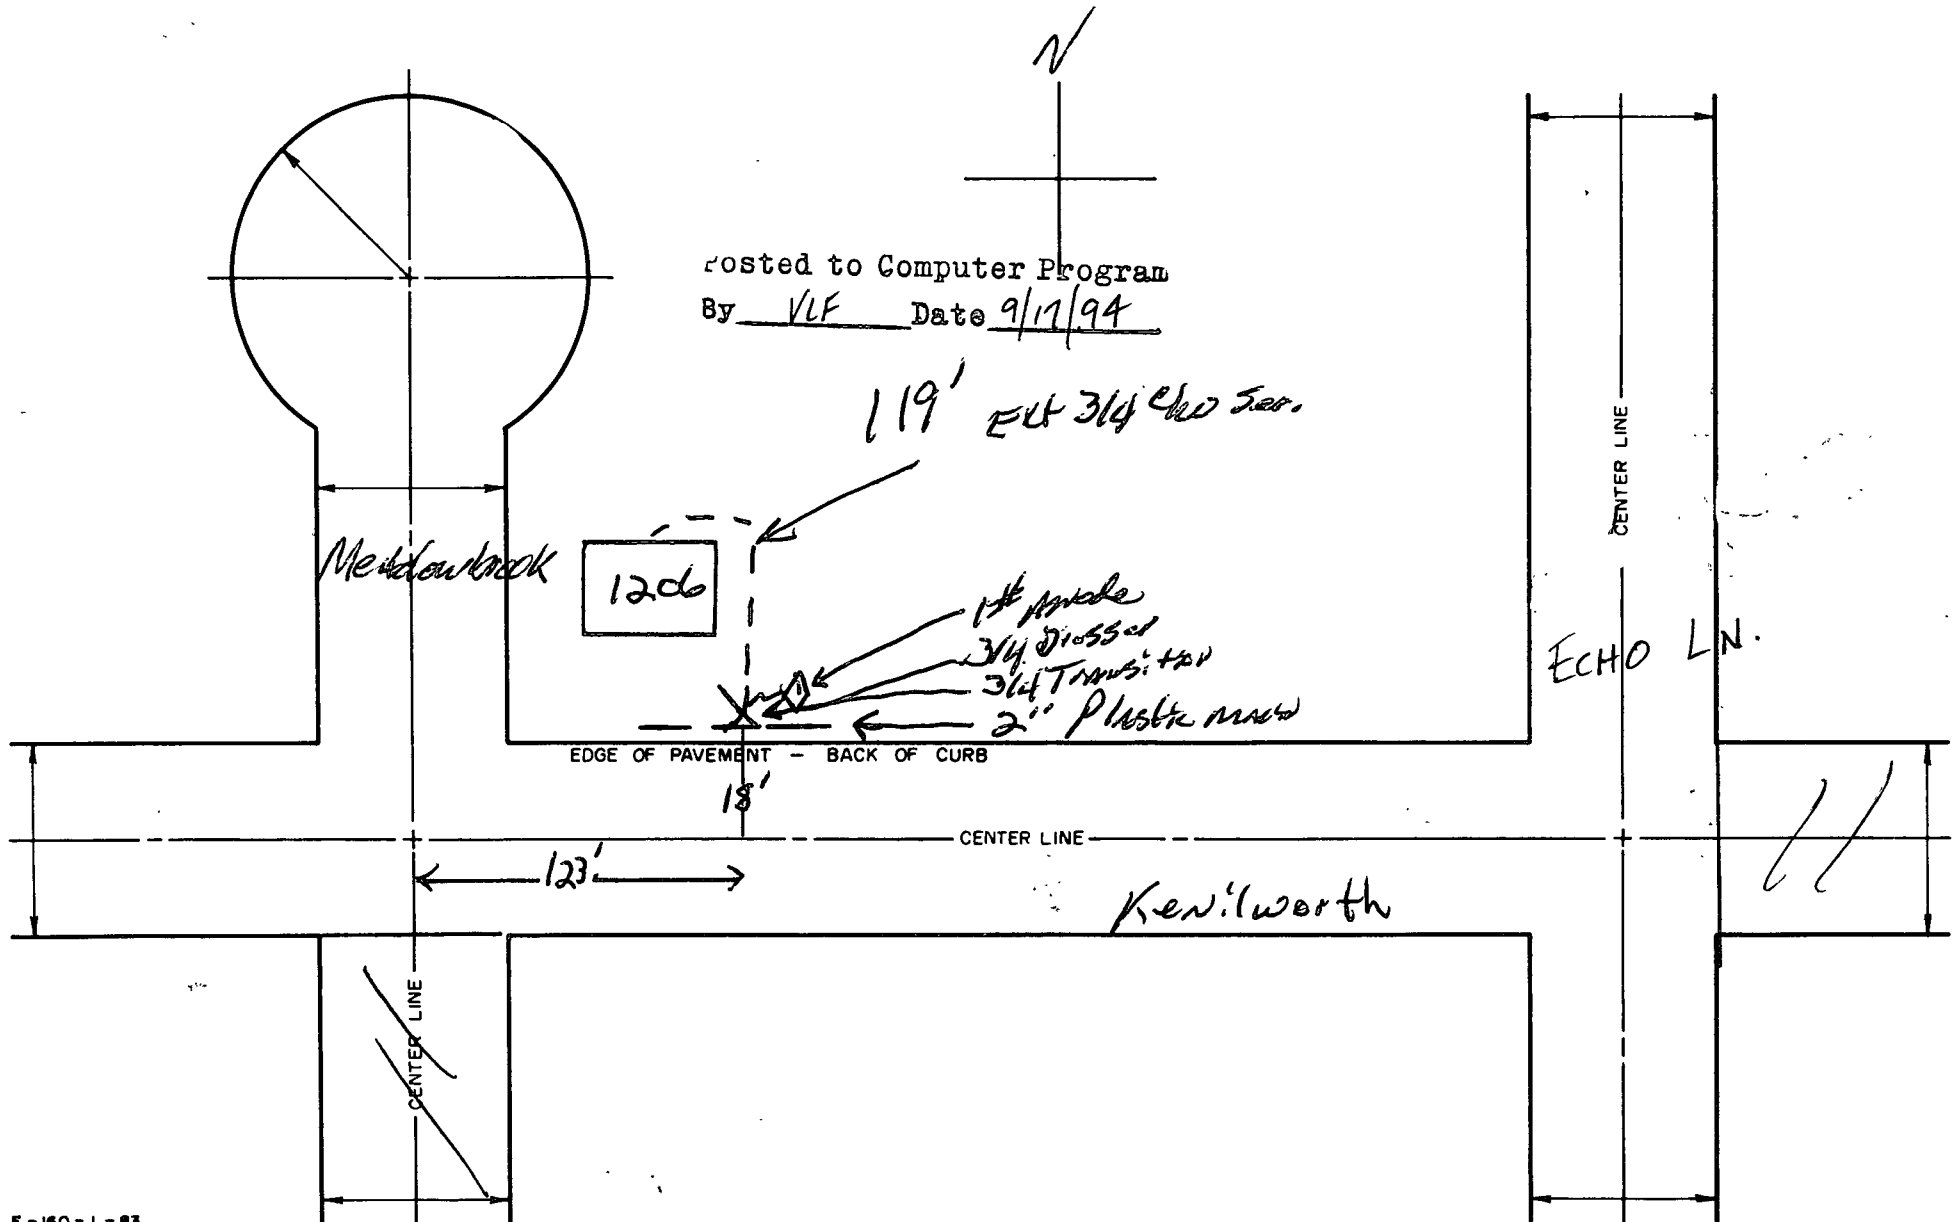 N
Posted to Computer Program
By VLF Date 9/17/94
119' Ext 3/4 Ser.
CENTER LINE
Meadowbrook
1206
1# Anode
3/4 Dresser
3/4 Transition
2" Plastic main
ECHO LN.
EDGE OF PAVEMENT – BACK OF CURB
18'
CENTER LINE
123'
Kenilworth
CENTER LINE